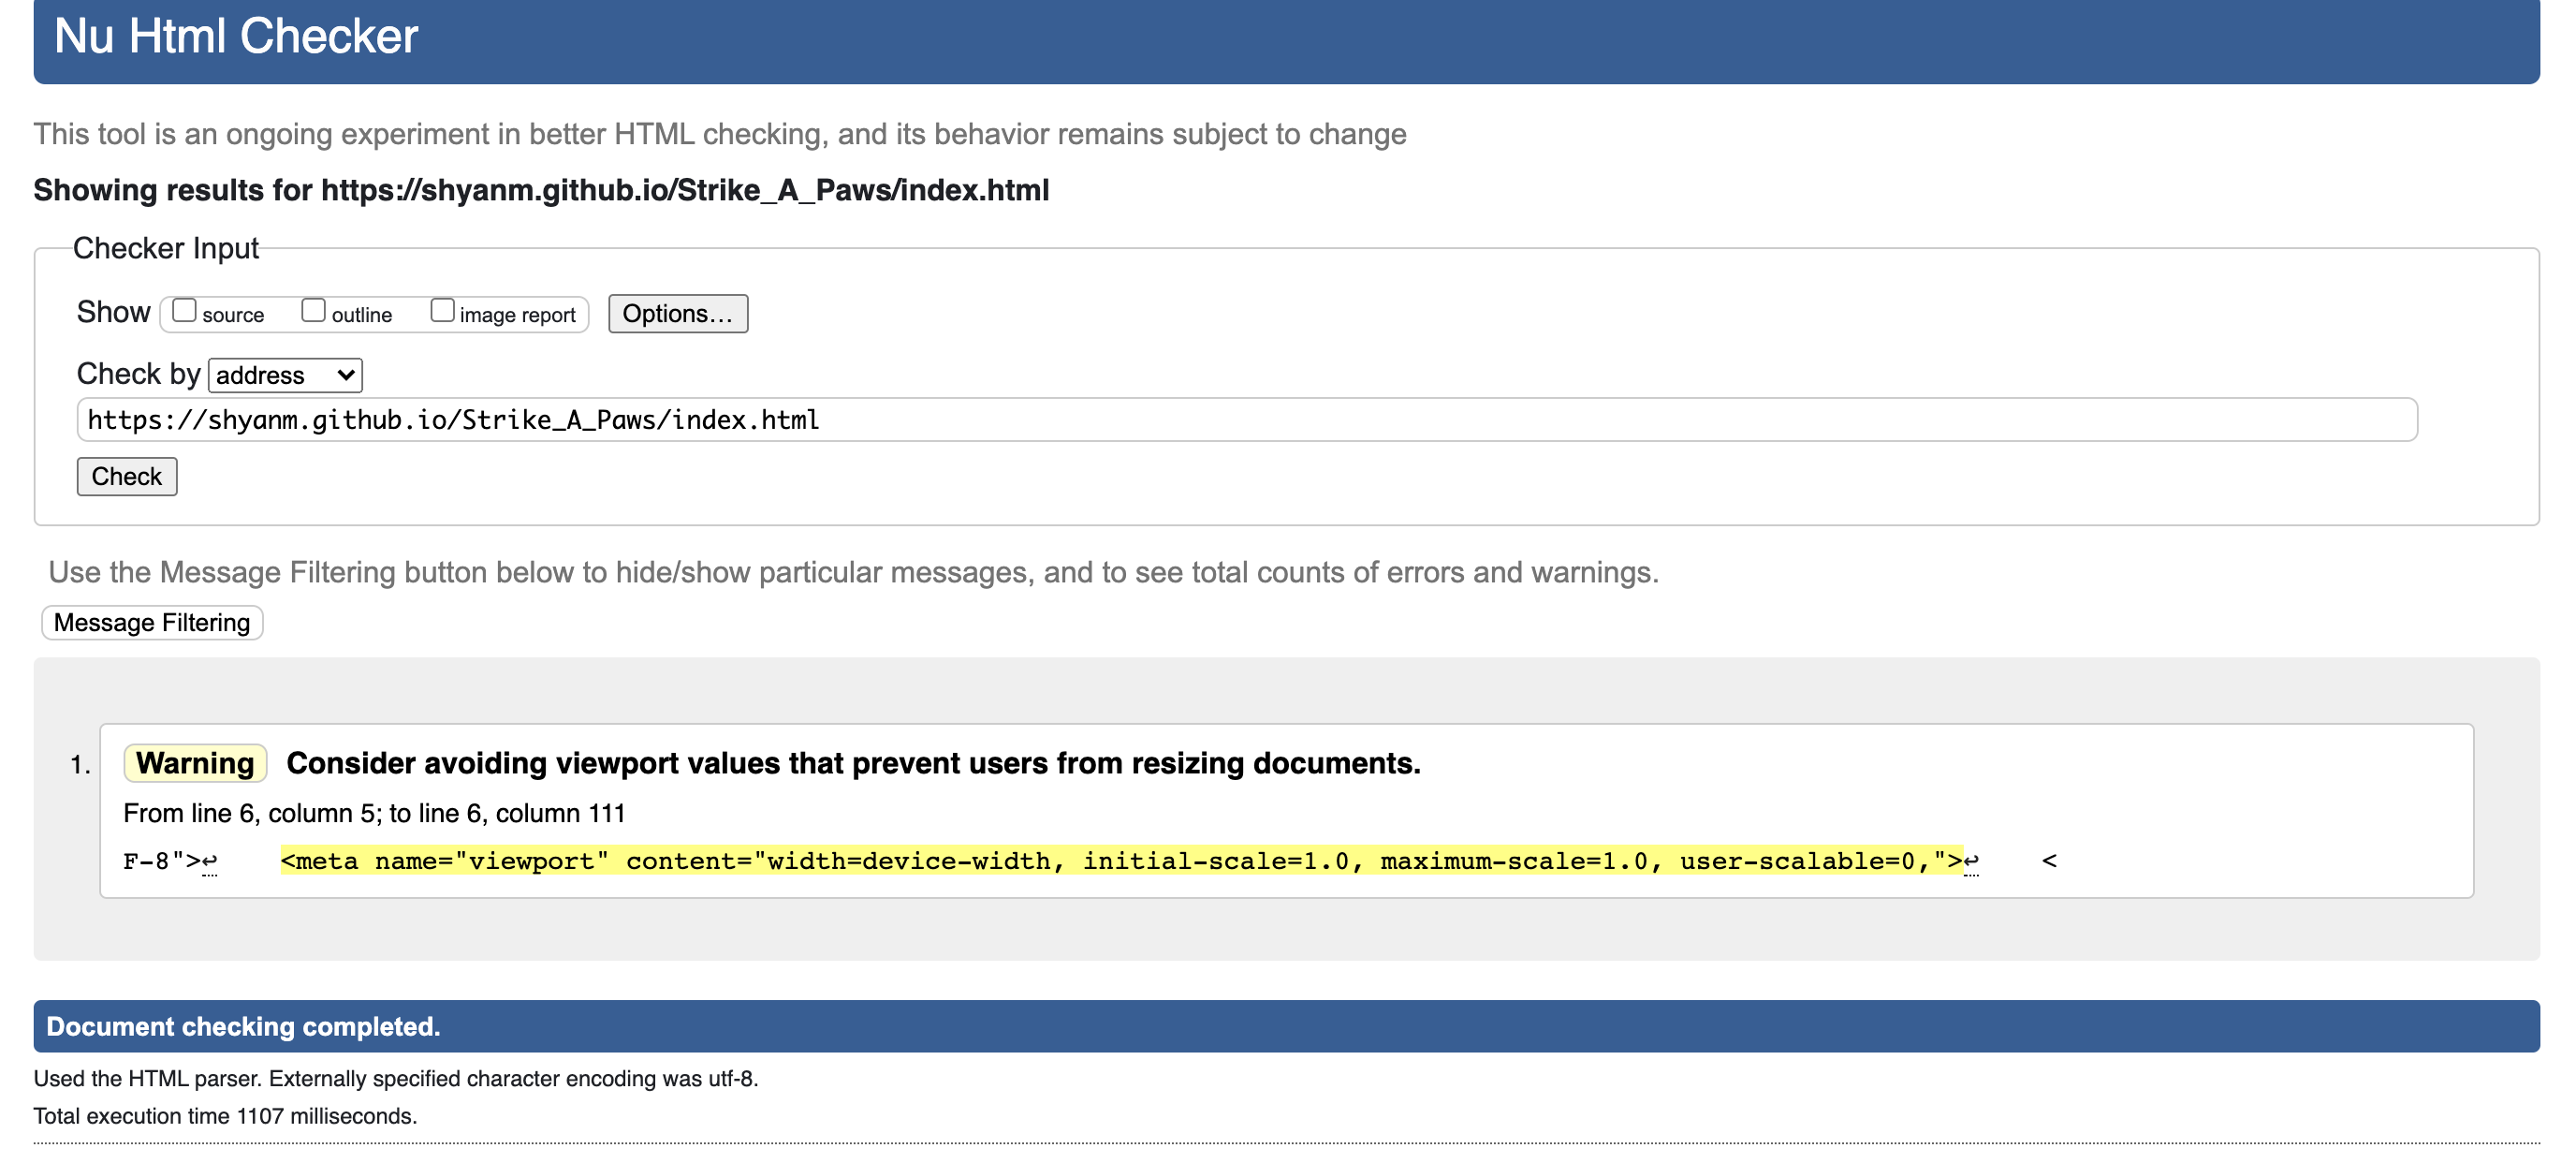 Nu Html Checker
This tool is an ongoing experiment in better HTML checking, and its behavior remains subject to change
Showing results for https://shyanm.github.io/Strike_A_Paws/index.html
Checker Input
Show source outline image report Options...
Check by address
https://shyanm.github.io/Strike_A_Paws/index.html
Check
Use the Message Filtering button below to hide/show particular messages, and to see total counts of errors and warnings.
Message Filtering
1. Warning Consider avoiding viewport values that prevent users from resizing documents.
From line 6, column 5; to line 6, column 111
F-8">↩ <meta name="viewport" content="width=device-width, initial-scale=1.0, maximum-scale=1.0, user-scalable=0,">↩ <
Document checking completed.
Used the HTML parser. Externally specified character encoding was utf-8.
Total execution time 1107 milliseconds.